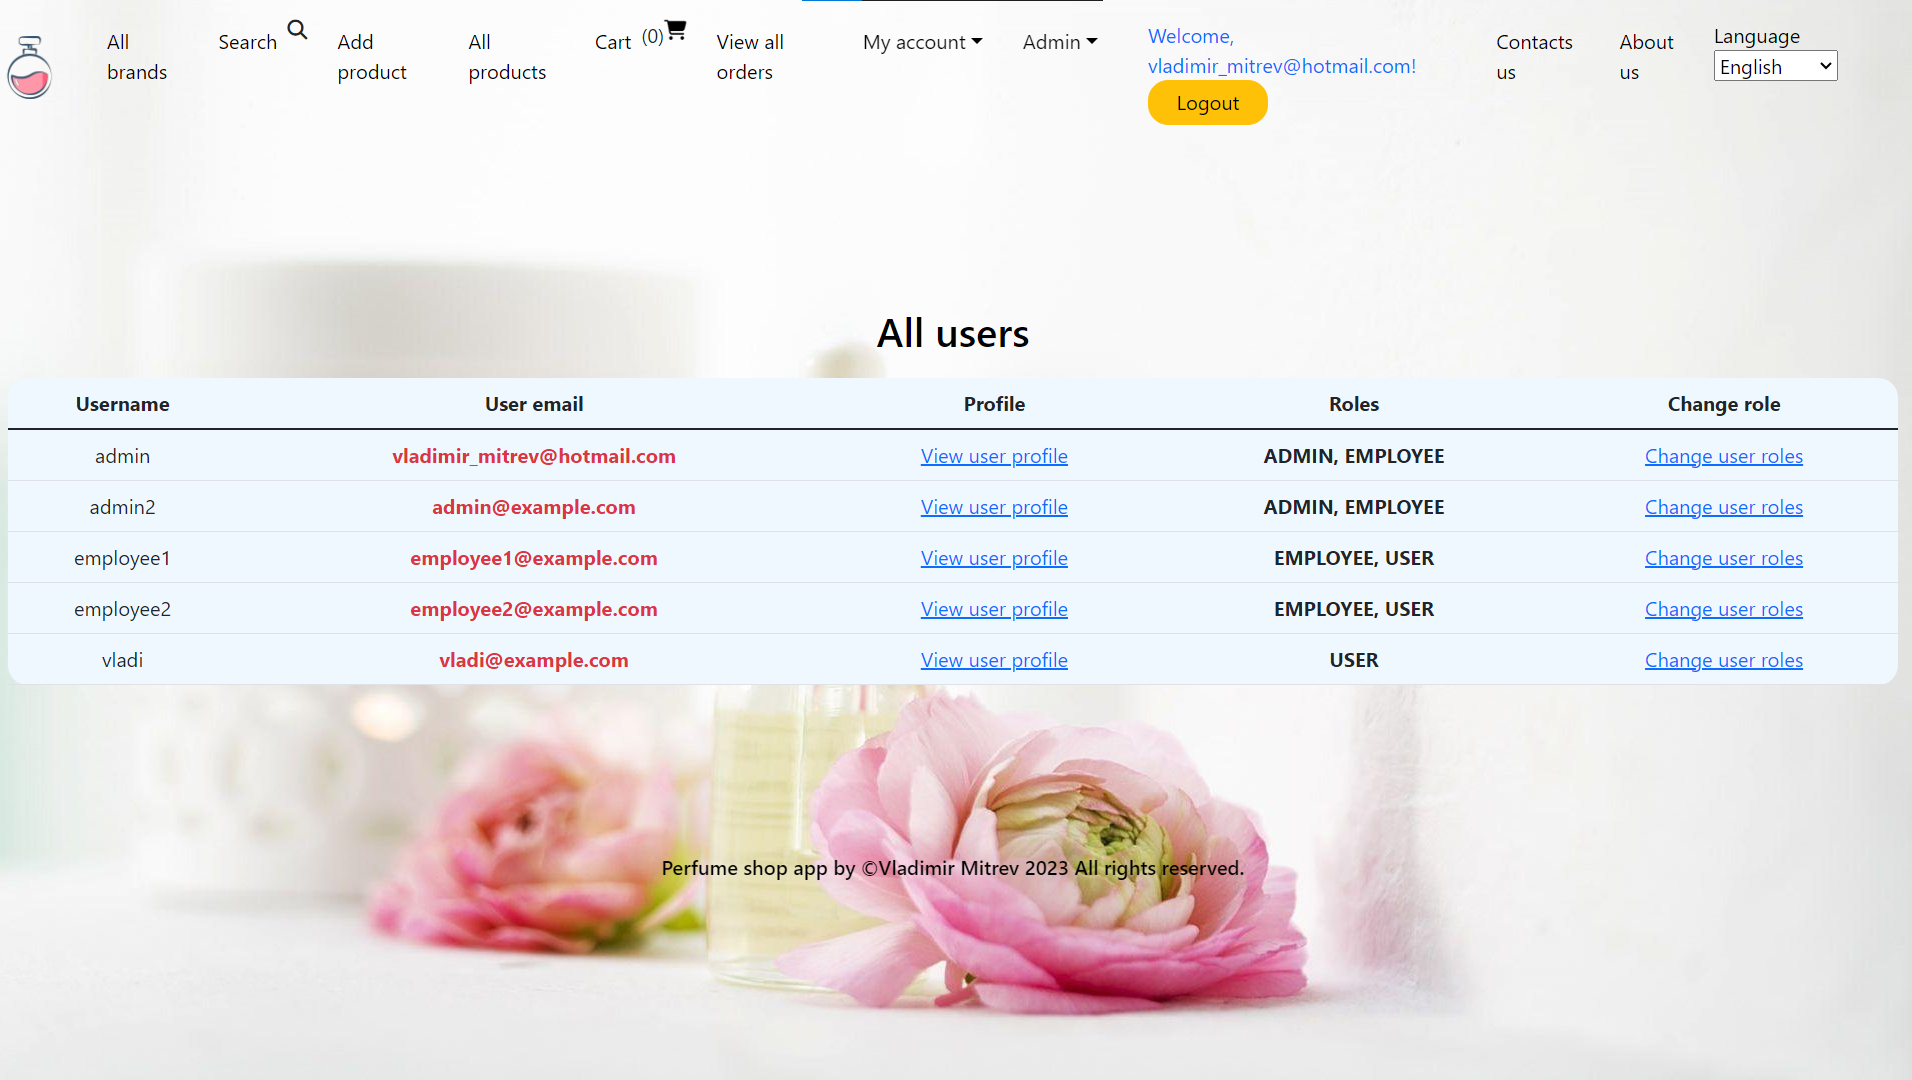 All brands
Search
Add product
All products
Cart (0)
View all orders
My account
Admin
Welcome, vladimir_mitrev@hotmail.com!
Logout
Contacts us
About us
Language
English
All users
Username User email Profile Roles Change role
admin vladimir_mitrev@hotmail.com View user profile ADMIN, EMPLOYEE Change user roles
admin2 admin@example.com View user profile ADMIN, EMPLOYEE Change user roles
employee1 employee1@example.com View user profile EMPLOYEE, USER Change user roles
employee2 employee2@example.com View user profile EMPLOYEE, USER Change user roles
vladi vladi@example.com View user profile USER Change user roles
Perfume shop app by ©Vladimir Mitrev 2023 All rights reserved.